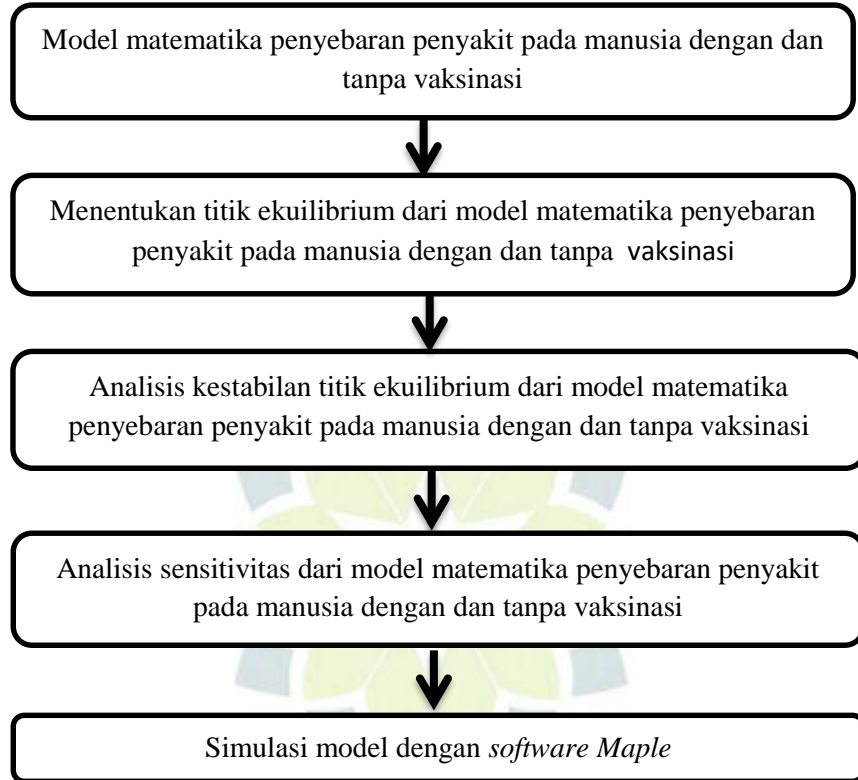 Model matematika penyebaran penyakit pada manusia dengan dan
tanpa vaksinasi
Menentukan titik ekuilibrium dari model matematika penyebaran
penyakit pada manusia dengan dan tanpa vaksinasi
Analisis kestabilan titik ekuilibrium dari model matematika
penyebaran penyakit pada manusia dengan dan tanpa vaksinasi
Analisis sensitivitas dari model matematika penyebaran penyakit
pada manusia dengan dan tanpa vaksinasi
Simulasi model dengan software Maple